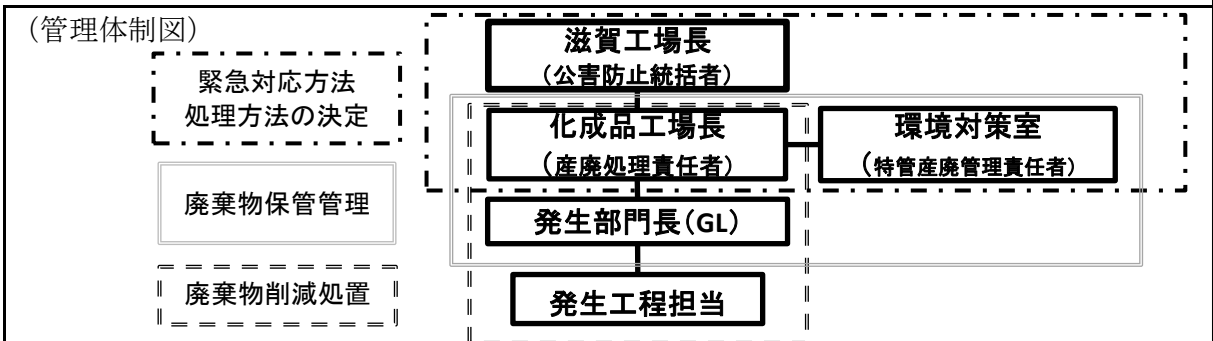 (管理体制図)
緊急対応方法
処理方法の決定
廃棄物保管管理
廃棄物削減処置
滋賀工場長
(公害防止統括者)
化成品工場長
(産廃処理責任者)
環境対策室
(特管産廃管理責任者)
発生部門長(GL)
発生工程担当